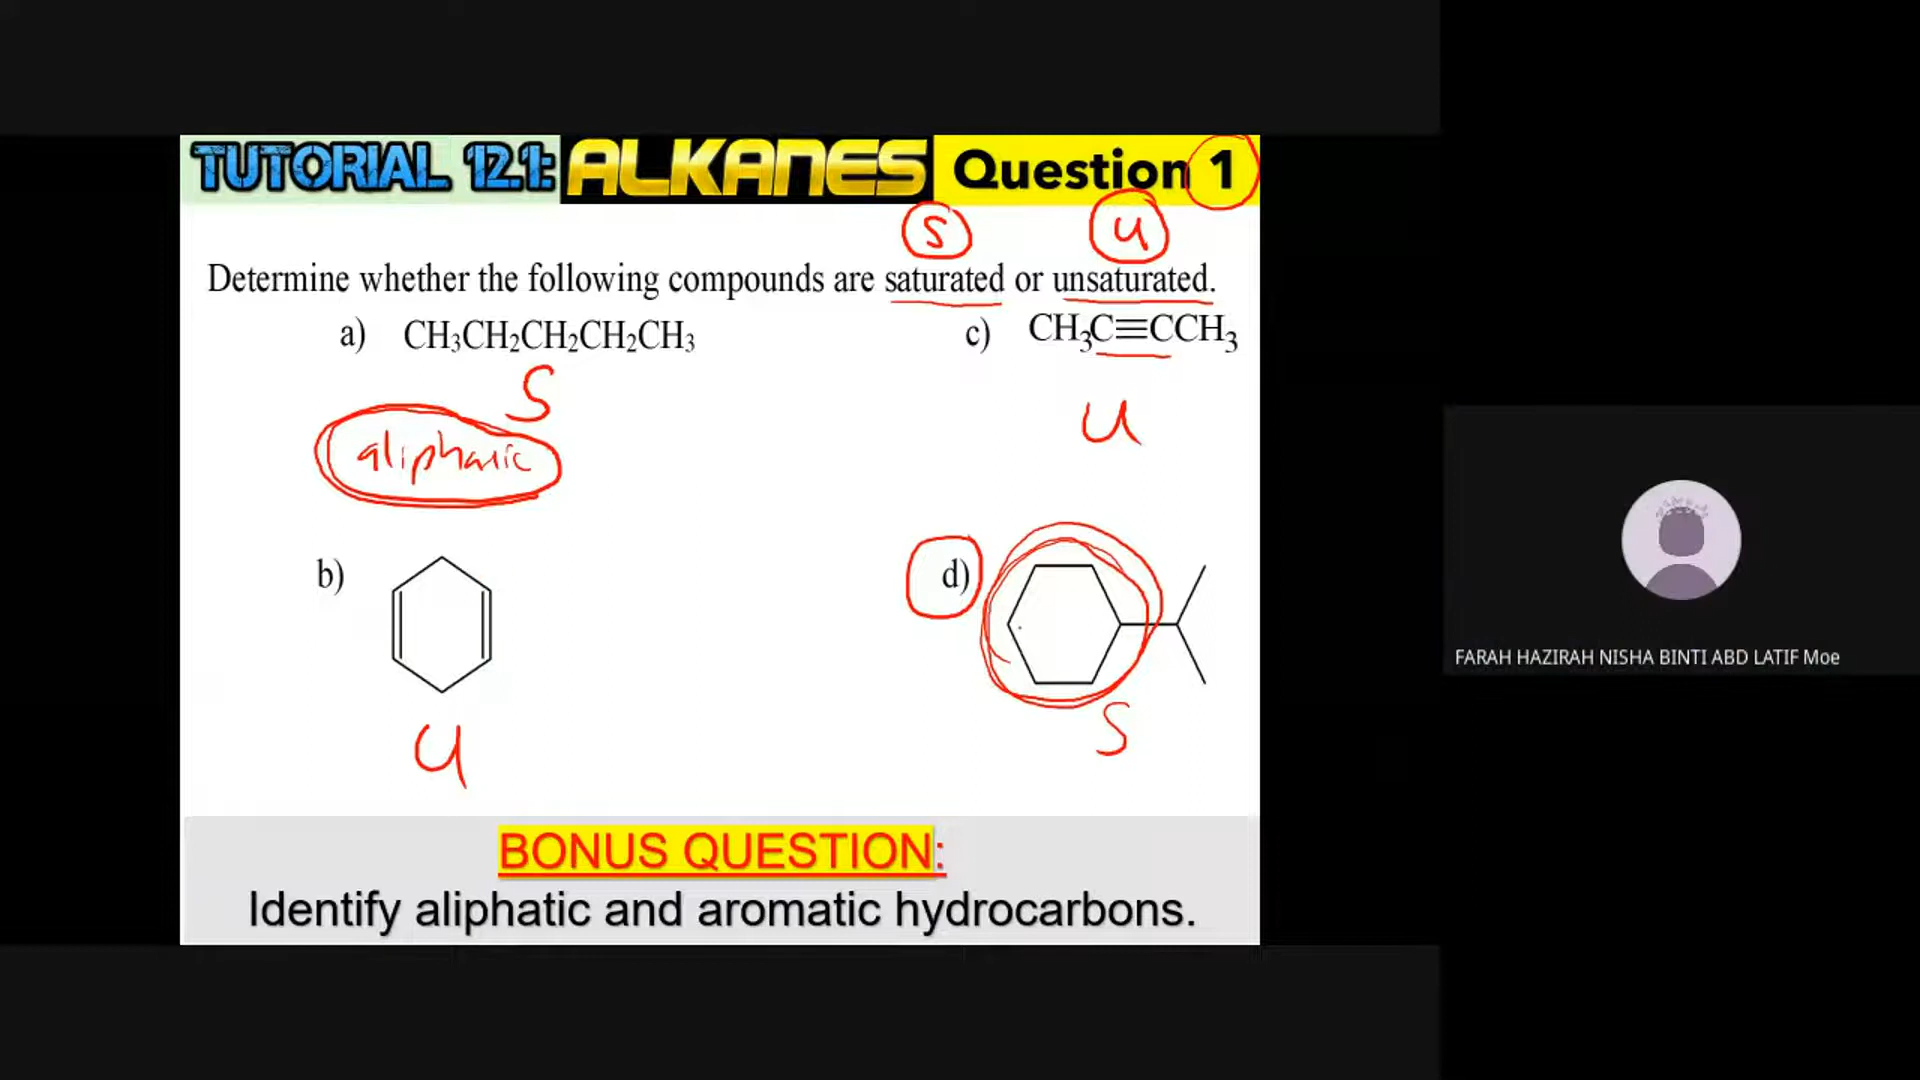 TUTORIAL 12.1: ALKANES Question 1
S U
Determine whether the following compounds are saturated or unsaturated.
a) CH₃CH₂CH₂CH₂CH₃
S
aliphatic
c) CH₃C≡CCH₃
U
b)
U
d)
S
BONUS QUESTION:
Identify aliphatic and aromatic hydrocarbons.
FARAH HAZIRAH NISHA BINTI ABD LATIF Moe